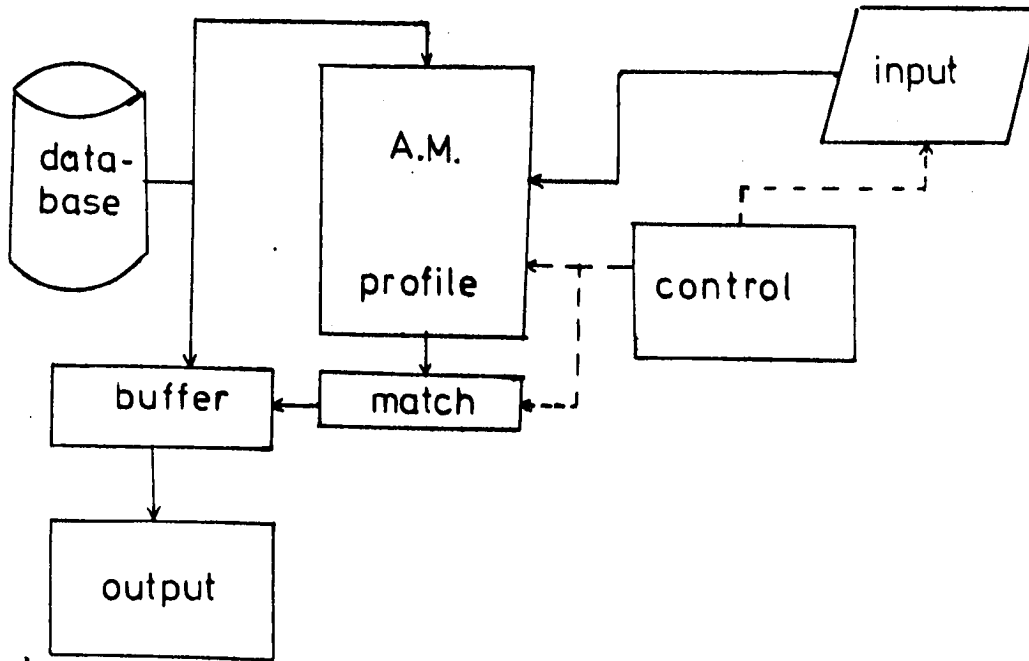 data-
base
A.M.
profile
input
control
buffer
match
output